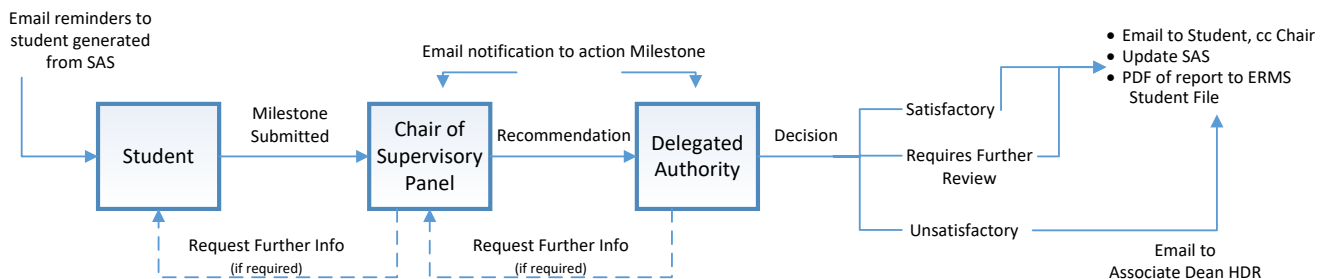 Email reminders to
student generated
from SAS
Student
Milestone
Submitted
Email notification to action Milestone
Chair of
Supervisory
Panel
Recommendation
Delegated
Authority
Decision
Satisfactory
Requires Further
Review
Unsatisfactory
• Email to Student, cc Chair
• Update SAS
• PDF of report to ERMS
Student File
Email to
Associate Dean HDR
Request Further Info
(if required)
Request Further Info
(if required)